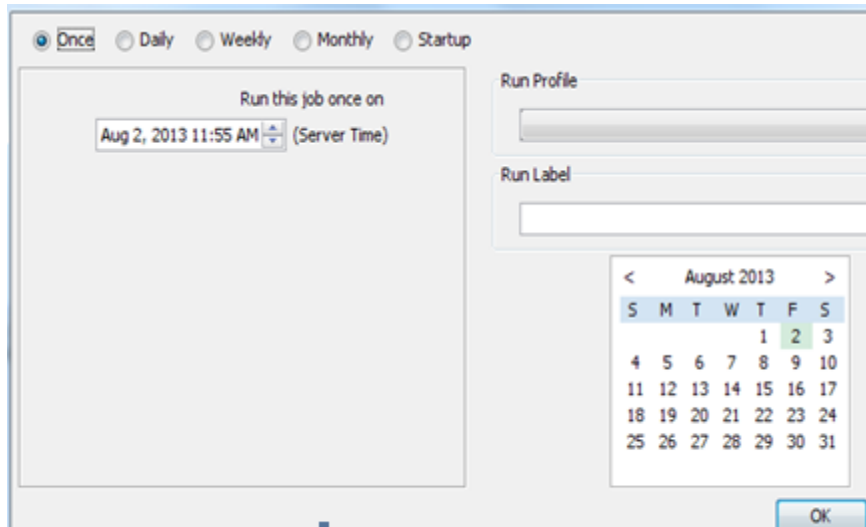 Once Daily Weekly Monthly Startup
Run this job once on
Aug 2, 2013 11:55 AM (Server Time)
Run Profile
Run Label
< August 2013 >
S M T W T F S
1 2 3
4 5 6 7 8 9 10
11 12 13 14 15 16 17
18 19 20 21 22 23 24
25 26 27 28 29 30 31
OK